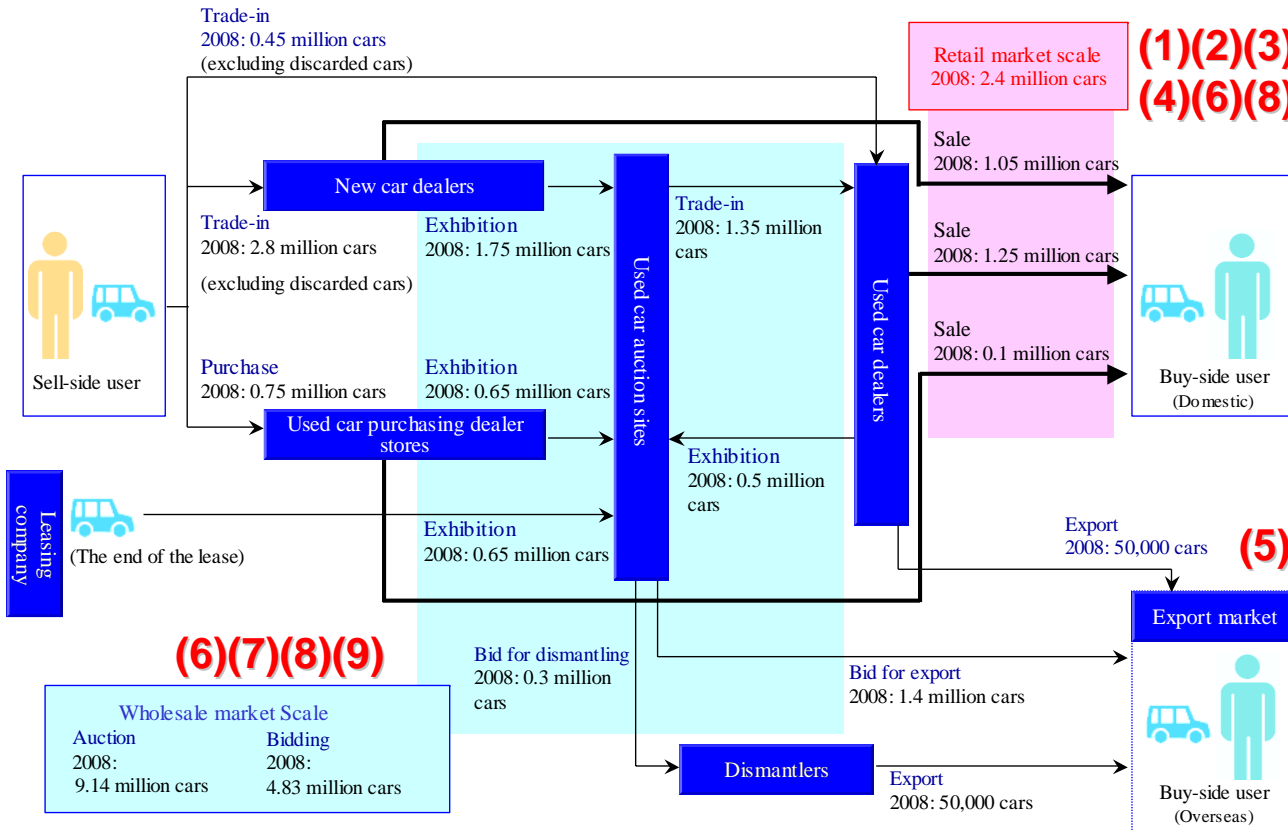 Trade-in
2008: 0.45 million cars
(excluding discarded cars)
Retail market scale
2008: 2.4 million cars
(1)(2)(3)
(4)(6)(8)
New car dealers
Trade-in
2008: 2.8 million cars
(excluding discarded cars)
Exhibition
2008: 1.75 million cars
Used car auction sites
Trade-in
2008: 1.35 million
cars
Used car dealers
Sale
2008: 1.05 million cars
Sale
2008: 1.25 million cars
Sale
2008: 0.1 million cars
Sell-side user
Buy-side user
(Domestic)
Purchase
2008: 0.75 million cars
Exhibition
2008: 0.65 million cars
Used car purchasing dealer
stores
Exhibition
2008: 0.5 million
cars
Leasing
company
(The end of the lease)
Exhibition
2008: 0.65 million cars
Export
2008: 50,000 cars
(5)
Export market
(6)(7)(8)(9)
Bid for dismantling
2008: 0.3 million
cars
Bid for export
2008: 1.4 million cars
Wholesale market Scale
Auction
2008:
9.14 million cars
Bidding
2008:
4.83 million cars
Dismantlers
Export
2008: 50,000 cars
Buy-side user
(Overseas)